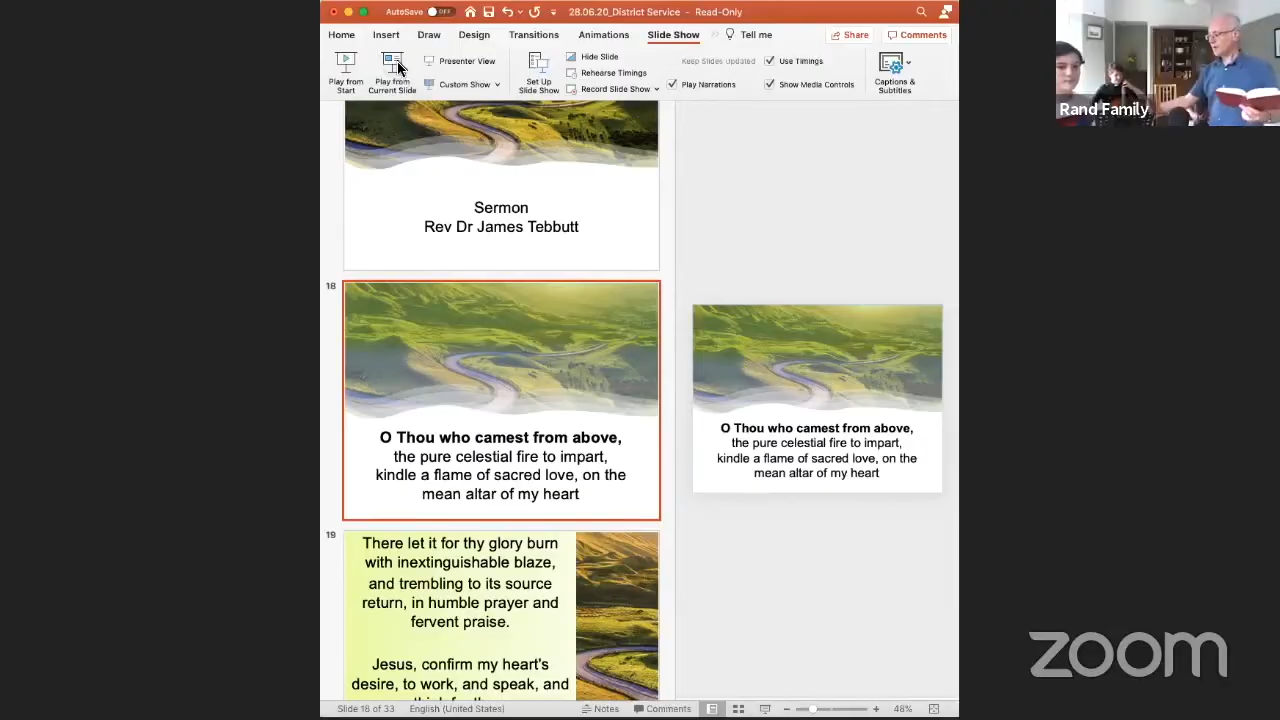 AutoSave OFF
28.06.20_District Service - Read-Only
Home Insert Draw Design Transitions Animations Slide Show Tell me Share Comments
Play from Start
Play from Current Slide
Presenter View
Custom Show
Set Up Slide Show
Hide Slide
Rehearse Timings
Record Slide Show
Keep Slides Updated
Play Narrations
Use Timings
Show Media Controls
Captions & Subtitles
Rand Family
Sermon
Rev Dr James Tebbutt
18
O Thou who camest from above,
the pure celestial fire to impart,
kindle a flame of sacred love, on the
mean altar of my heart
19
There let it for thy glory burn
with inextinguishable blaze,
and trembling to its source
return, in humble prayer and
fervent praise.
Jesus, confirm my heart's
desire, to work, and speak, and
O Thou who camest from above,
the pure celestial fire to impart,
kindle a flame of sacred love, on the
mean altar of my heart
Slide 18 of 33 English (United States) Notes Comments 46%
zoom